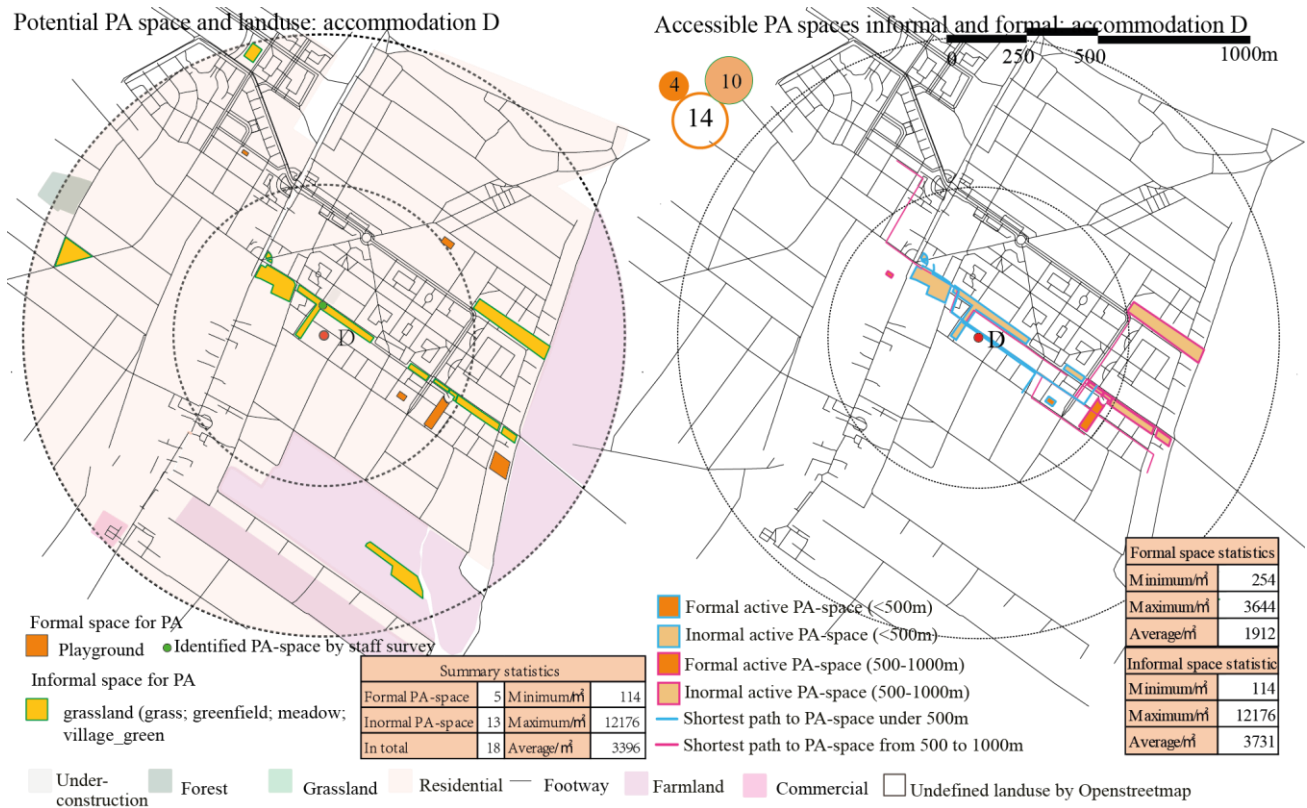 Potential PA space and landuse: accommodation D
D
Formal space for PA
Playground
Identified PA-space by staff survey
Informal space for PA
grassland (grass; greenfield; meadow;
village_green
Summary statistics
Formal PA-space 5 Minimum/㎡ 114
Inormal PA-space 13 Maximum/㎡ 12176
In total 18 Average/㎡ 3396
Accessible PA spaces informal and formal: accommodation D
0 250 500 1000m
4
10
14
D
Formal active PA-space (<500m)
Inormal active PA-space (<500m)
Formal active PA-space (500-1000m)
Inormal active PA-space (500-1000m)
Shortest path to PA-space under 500m
Shortest path to PA-space from 500 to 1000m
Formal space statistics
Minimum/㎡ 254
Maximum/㎡ 3644
Average/㎡ 1912
Informal space statistic
Minimum/㎡ 114
Maximum/㎡ 12176
Average/㎡ 3731
Under-
construction
Forest
Grassland
Residential
Footway
Farmland
Commercial
Undefined landuse by Openstreetmap